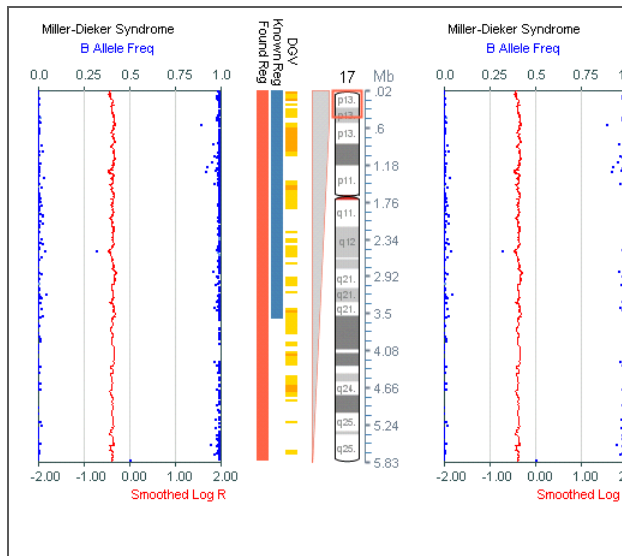 Miller-Dieker Syndrome
B Allele Freq
0.0 0.25 0.5 0.75 1.0
Found Reg
Known Reg
DGV
17 Mb
p13.
p13.
p13.
p11.
q11.
q12
q21.
q21.
q21.
q24.
q25.
q25.
.02
.6
1.18
1.76
2.34
2.92
3.5
4.08
4.66
5.24
5.83
-2.00 -1.00 0.00 1.00 2.00
Smoothed Log R
Miller-Dieker Syndrome
B Allele Freq
0.0 0.25 0.5 0.75
-2.00 -1.00 0.00 1.00
Smoothed Log